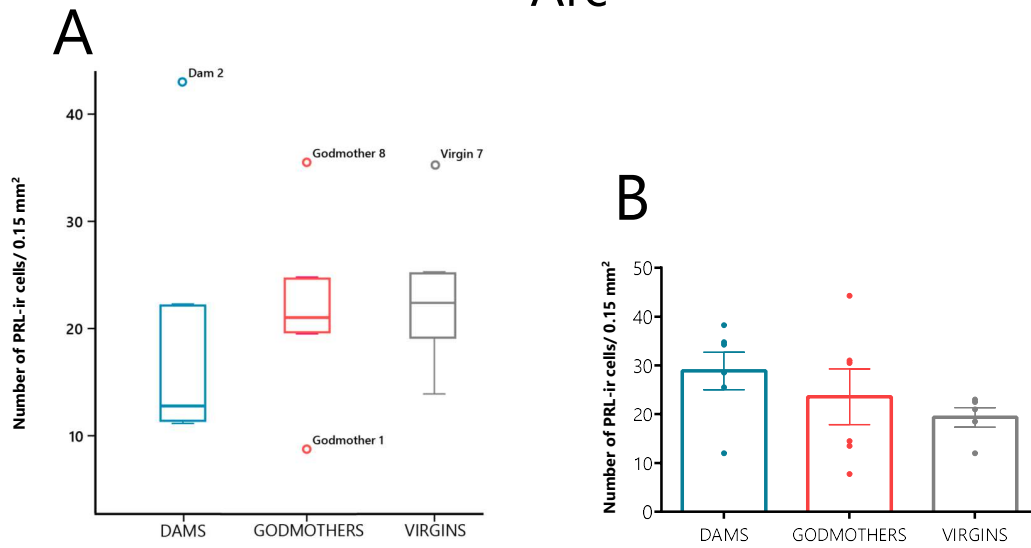 A
Dam 2
Godmother 8
Virgin 7
Godmother 1
Number of PRL-ir cells/ 0.15 mm²
40
30
20
10
DAMS GODMOTHERS VIRGINS
B
Number of PRL-ir cells/ 0.15 mm²
50
40
30
20
10
0
DAMS GODMOTHERS VIRGINS